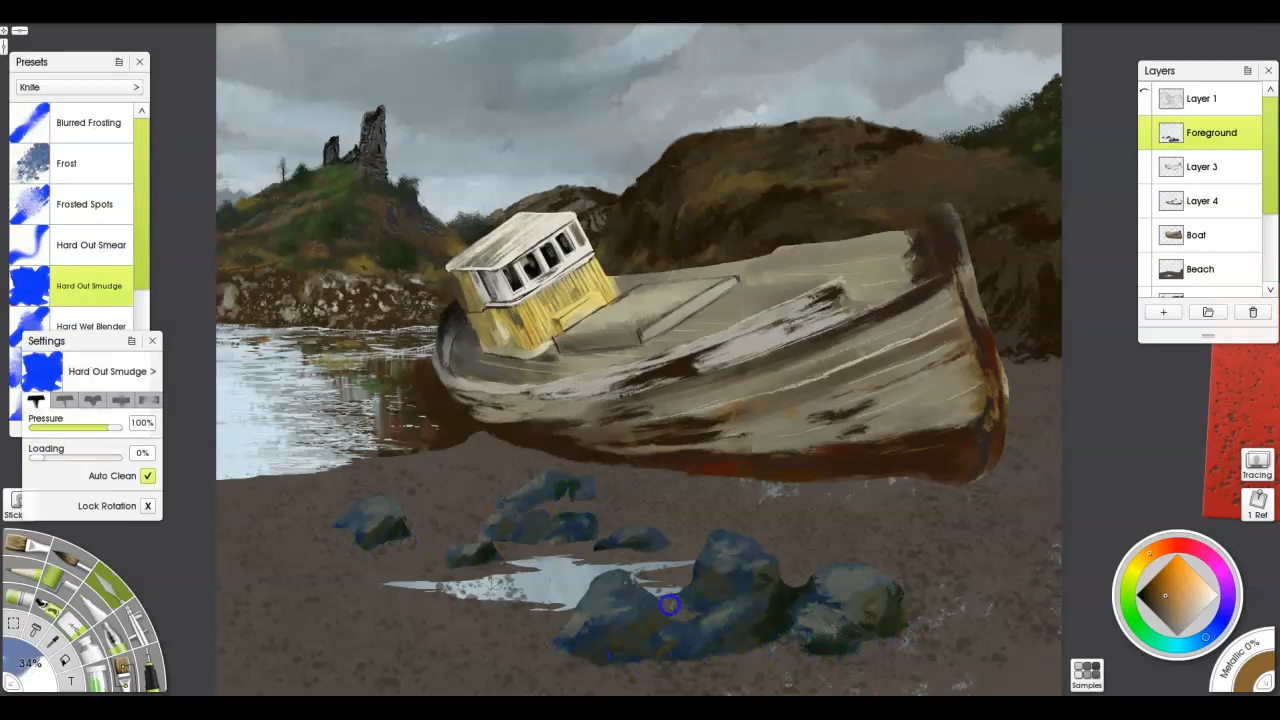 Presets
Knife >
Blurred Frosting
Frost
Frosted Spots
Hard Out Smear
Hard Out Smudge
Hard Wet Blender
Settings
Hard Out Smudge >
Pressure
100%
Loading
0%
Auto Clean
Lock Rotation X
Stick
34%
T
Layers
Layer 1
Foreground
Layer 3
Layer 4
Boat
Beach
Tracing
1 Ref
Samples
Metallic 0%